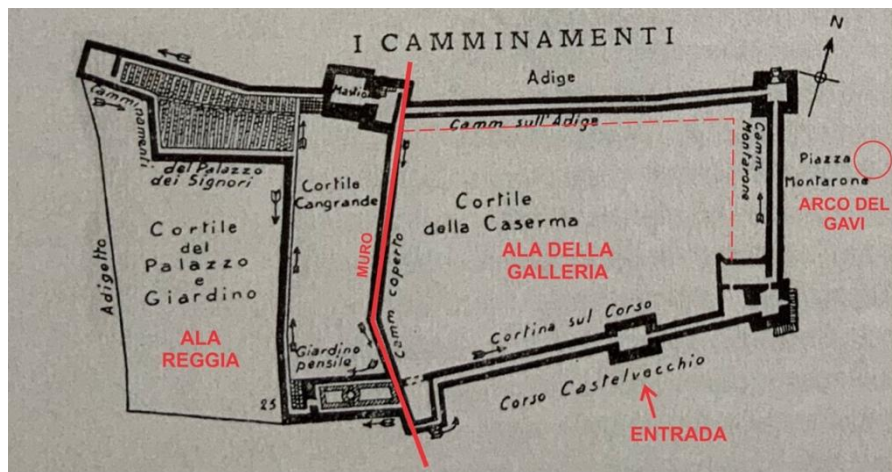 I CAMMINAMENTI
N
Adige
Mastio
Camm sull'Adige
Camminamenti
del Palazzo
dei Signori
Camm
Montarone
Piazza
Montarone
ARCO DEL
GAVI
Cortile
Cangrande
Cortile
della Caserma
ALA DELLA
GALLERIA
MURO
Camm coperto
Cortile
del
Palazzo
e
Giardino
Adigetto
ALA
REGGIA
Giardino
pensile
Cortina sul Corso
Corso Castelvecchio
25
ENTRADA